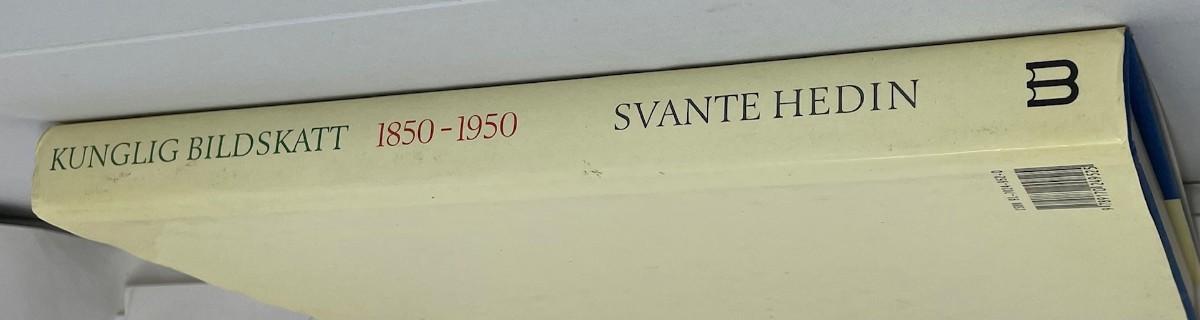 KUNGLIG BILDSKATT 1850-1950 SVANTE HEDIN B